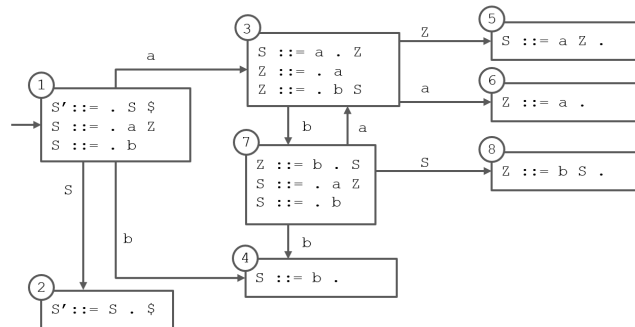 1
S′::= . S $
S ::= . a Z
S ::= . b
a
S
b
2
S′::= S . $
3
S ::= a . Z
Z ::= . a
Z ::= . b S
b
a
7
Z ::= b . S
S ::= . a Z
S ::= . b
b
4
S ::= b .
Z
5
S ::= a Z .
a
6
Z ::= a .
S
8
Z ::= b S .